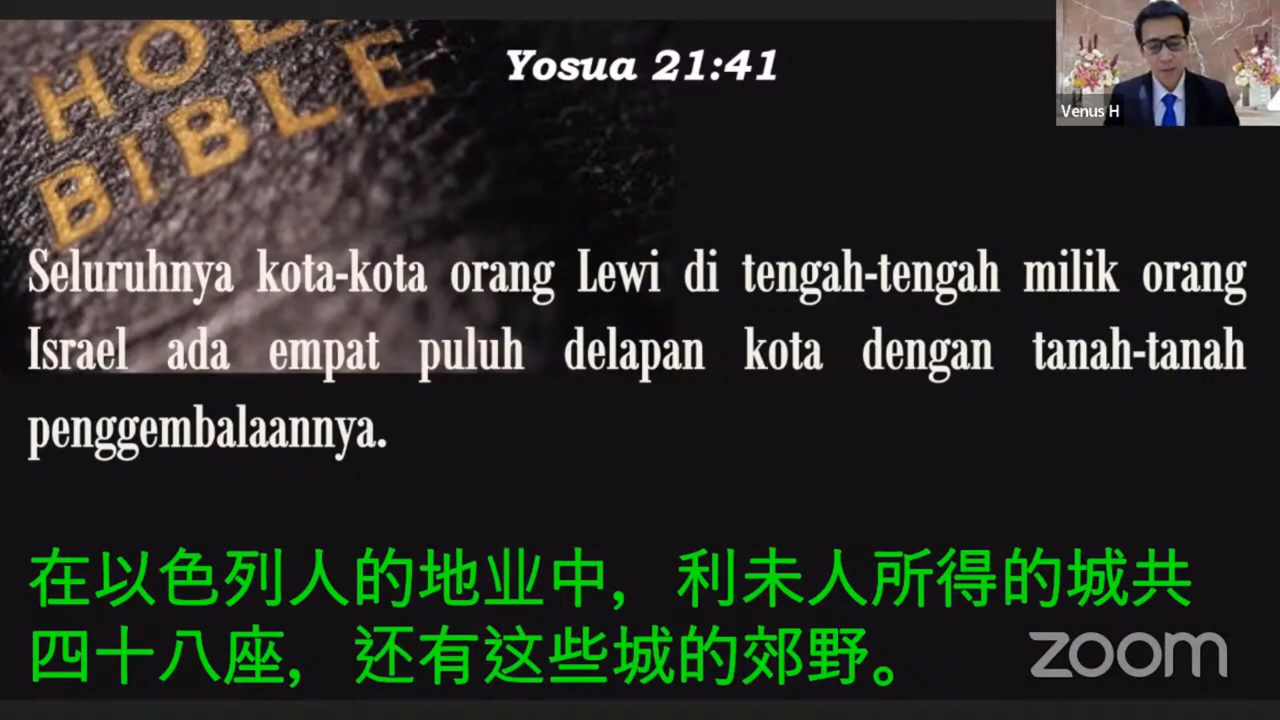 HOLY
BIBLE
Yosua 21:41
Venus H
Seluruhnya kota-kota orang Lewi di tengah-tengah milik orang
Israel ada empat puluh delapan kota dengan tanah-tanah
penggembalaannya.
在以色列人的地业中，利未人所得的城共
四十八座，还有这些城的郊野。
zoom